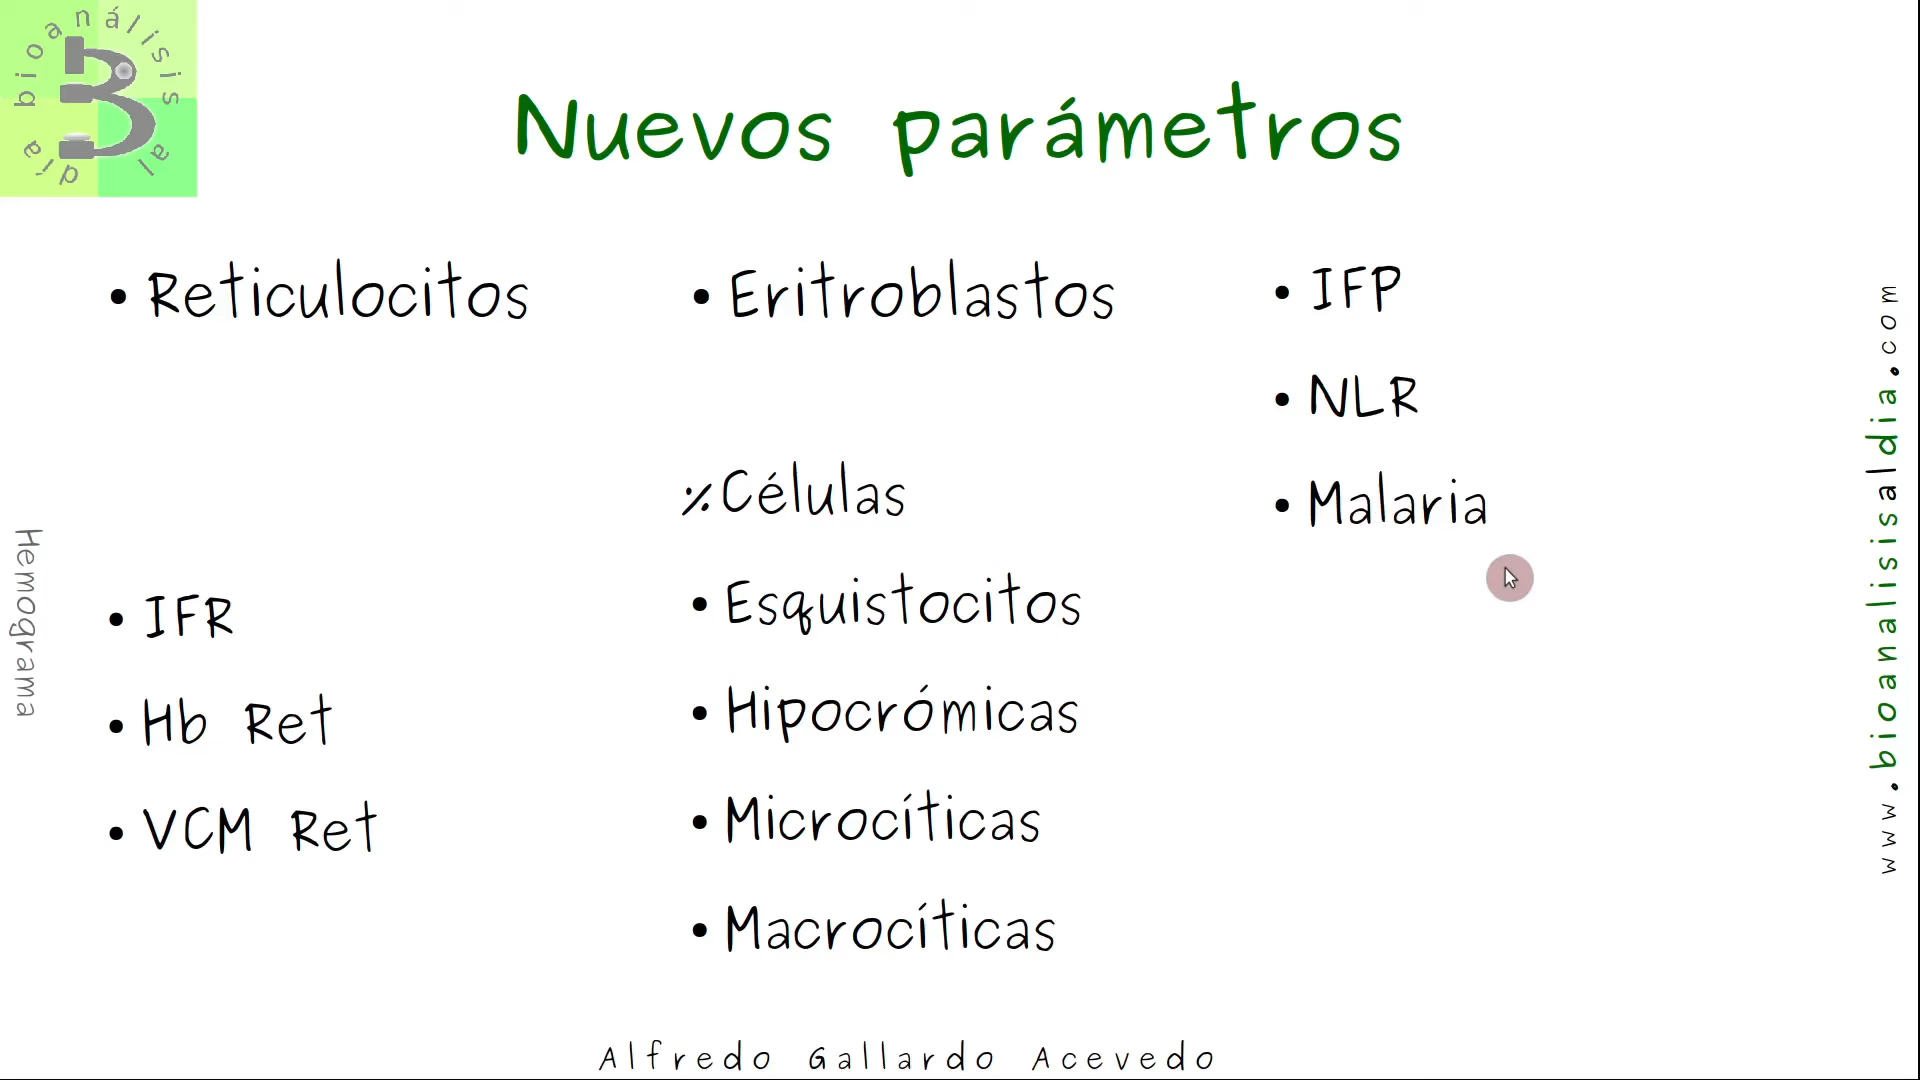 bioanálisis al día
Nuevos parámetros
• Reticulocitos
• IFR
• Hb Ret
• VCM Ret
• Eritroblastos
% Células
• Esquistocitos
• Hipocrómicas
• Microcíticas
• Macrocíticas
• IFP
• NLR
• Malaria
Hemograma
www.bioanalisisaldia.com
Alfredo Gallardo Acevedo